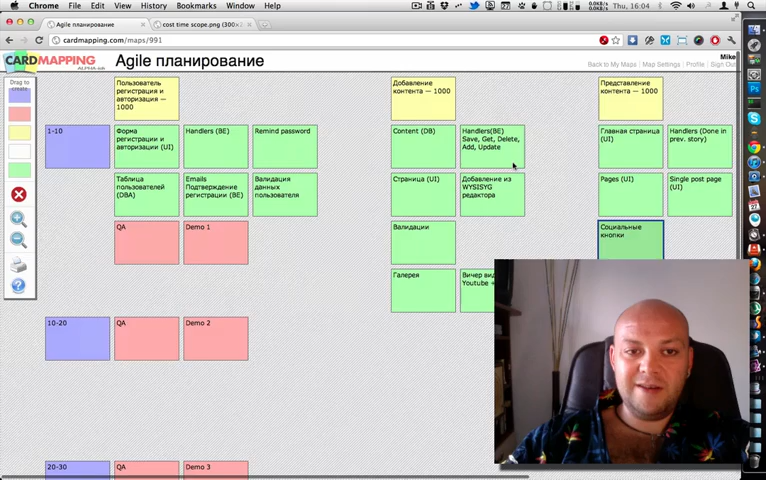 Chrome File Edit View History Bookmarks Window Help
Thu, 16:04
Agile планирование
cost time scope.png (300×2
cardmapping.com/maps/991
CARDMAPPING
Agile планирование
Mike
Back to My Maps | Map Settings | Profile | Sign Out
Drag to
create
Пользователь
регистрация и
авторизация —
1000
Добавление
контента — 1000
Представление
контента — 1000
1-10
Форма
регистрации и
авторизации (UI)
Handlers (BE)
Remind password
Content (DB)
Handlers(BE)
Save, Get, Delete,
Add, Update
Главная страница
(UI)
Handlers (Done in
prev. story)
Таблица
пользователей
(DBA)
Emails
Подтверждение
регистрации (BE)
Валидация
данных
пользователя
Страница (UI)
Добавление из
WYSISYG
редактора
Pages (UI)
Single post page
(UI)
QA
Demo 1
Валидации
Социальные
кнопки
Галерея
Youtube
10-20
QA
Demo 2
20-30
QA
Demo 3